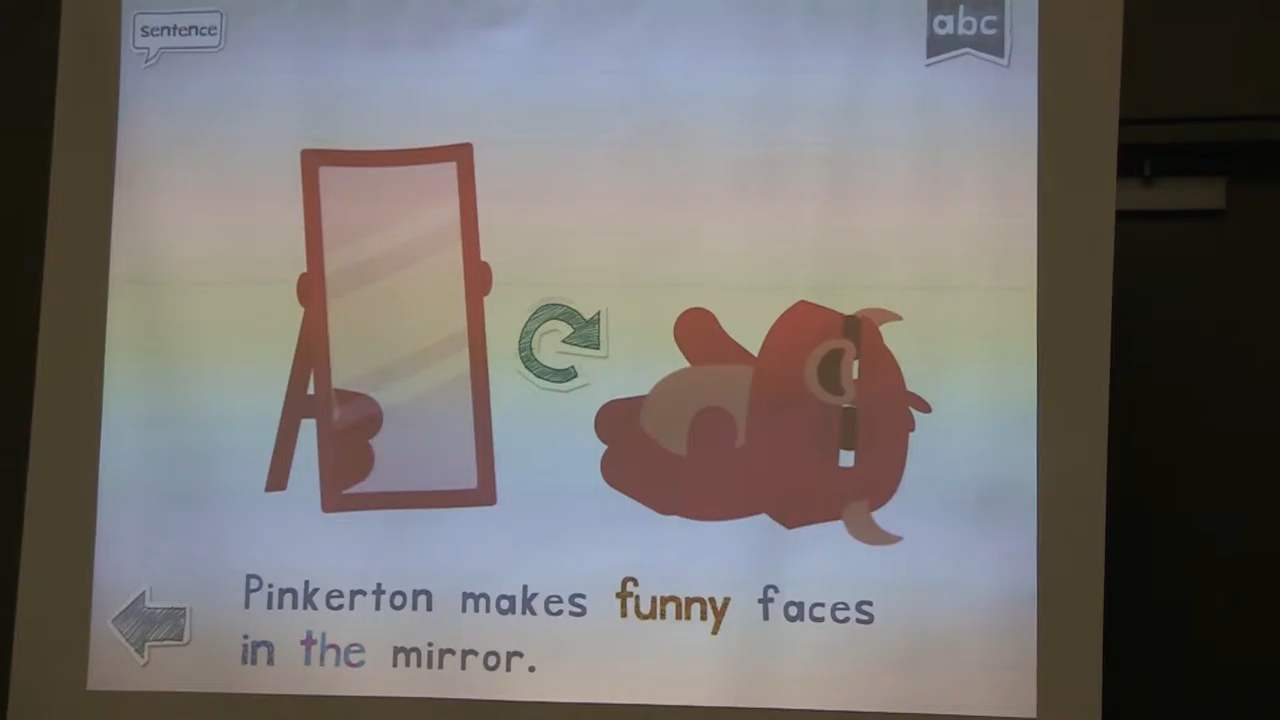 sentence
abc
Pinkerton makes funny faces
in the mirror.